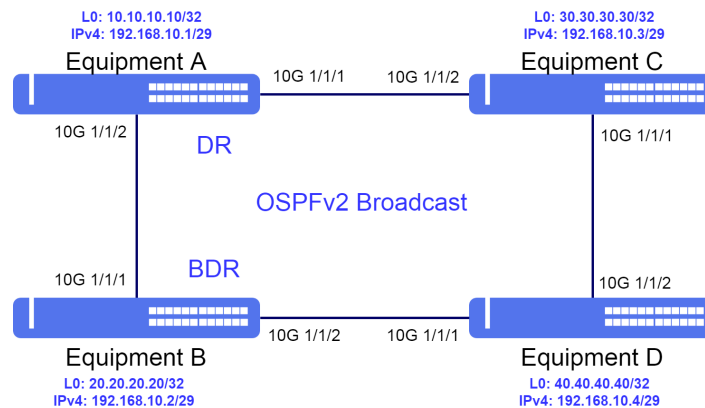 L0: 10.10.10.10/32
IPv4: 192.168.10.1/29
Equipment A
L0: 30.30.30.30/32
IPv4: 192.168.10.3/29
Equipment C
10G 1/1/1
10G 1/1/2
10G 1/1/2
DR
10G 1/1/1
OSPFv2 Broadcast
BDR
10G 1/1/1
10G 1/1/2
10G 1/1/2
10G 1/1/1
Equipment B
L0: 20.20.20.20/32
IPv4: 192.168.10.2/29
Equipment D
L0: 40.40.40.40/32
IPv4: 192.168.10.4/29